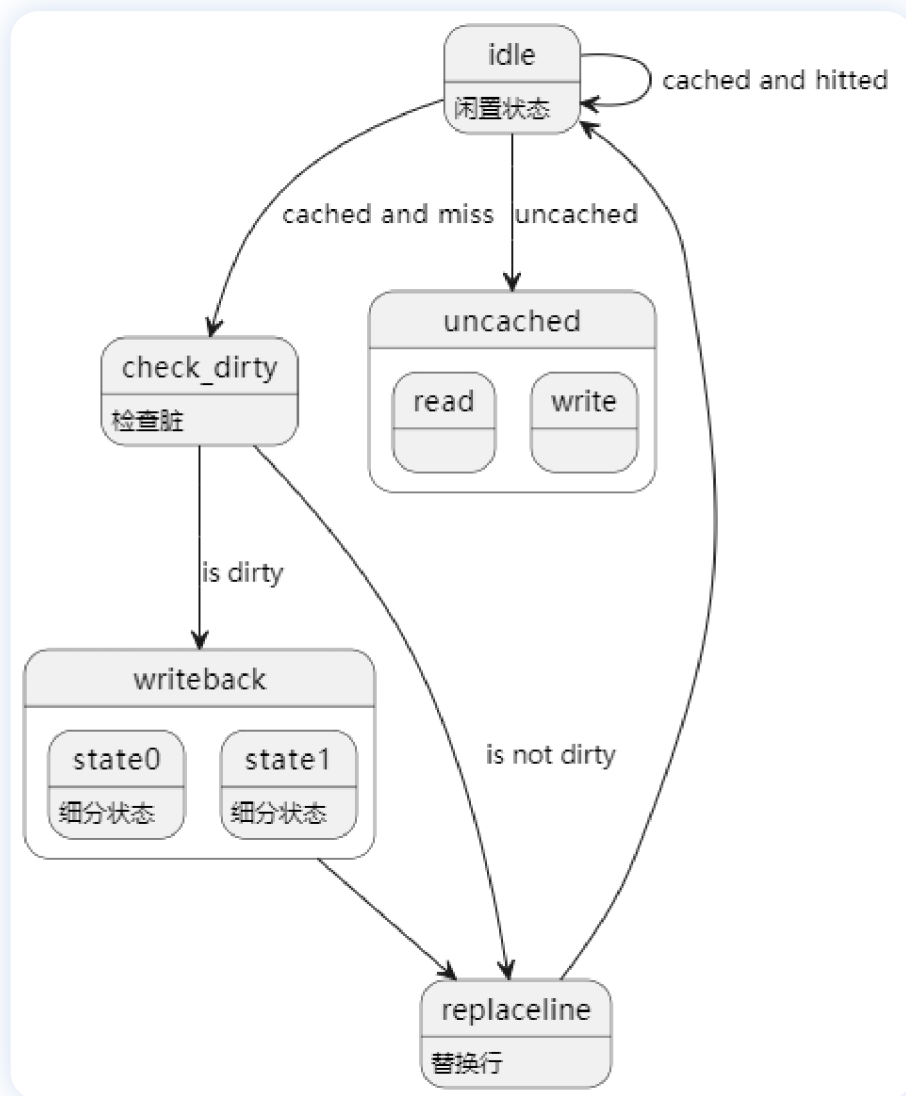 idle
闲置状态
cached and hitted
cached and miss
uncached
uncached
read
write
check_dirty
检查脏
is dirty
writeback
state0
细分状态
state1
细分状态
is not dirty
replaceline
替换行